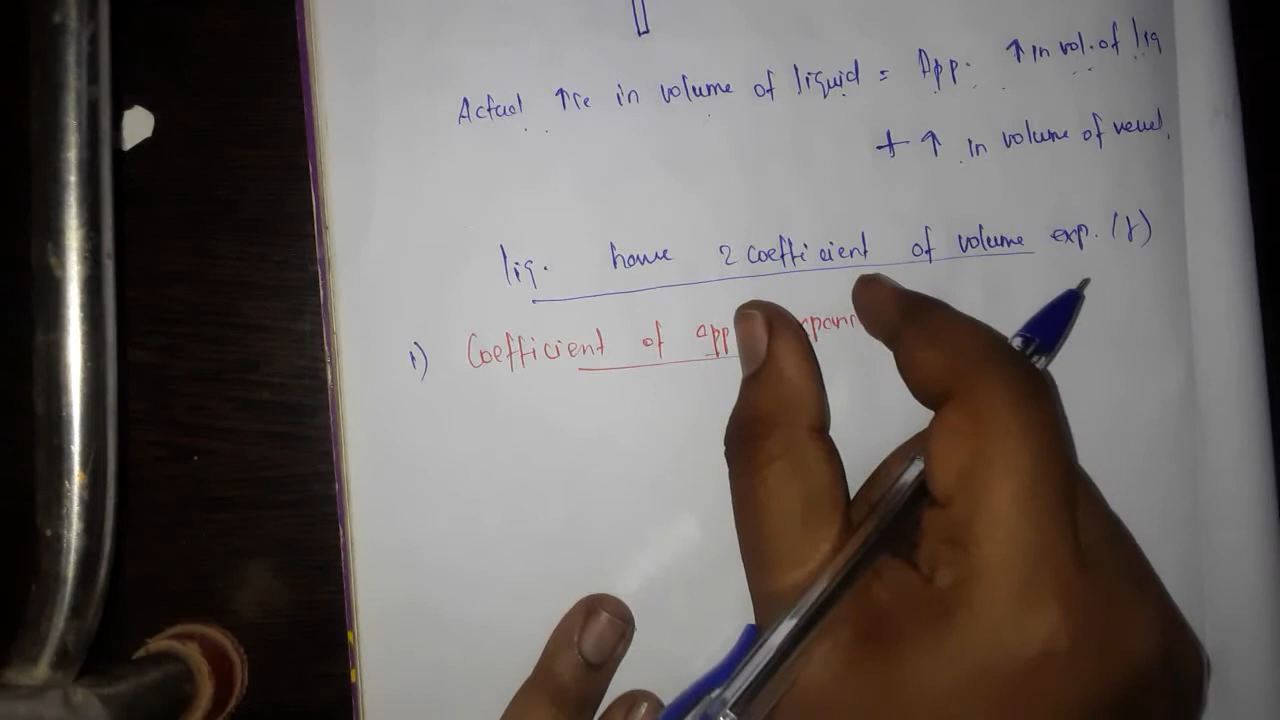 Actual ↑se in volume of liquid = App. ↑ in vol. of liq
+ ↑ in volume of vessel.
liq. have 2 coefficient of volume exp. (γ)
1) Coefficient of app